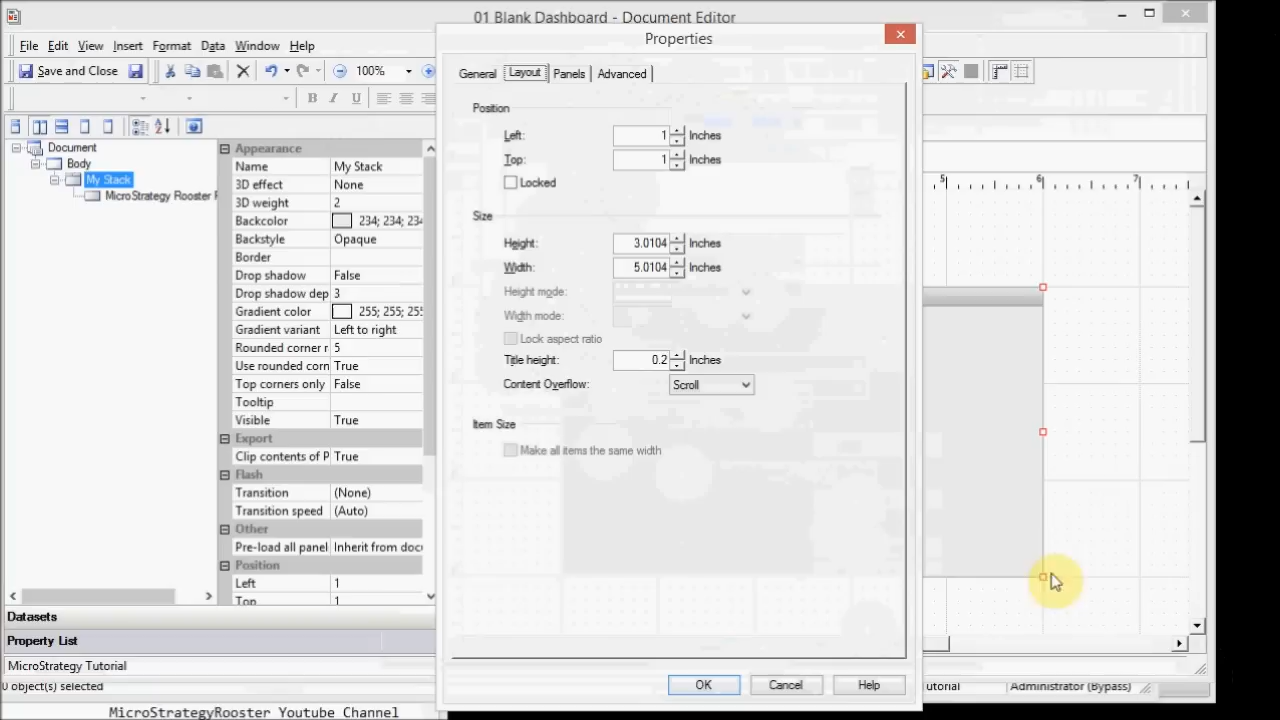 01 Blank Dashboard - Document Editor
Properties
File Edit View Insert Format Data Window Help
Save and Close 100%
B I U
General Layout Panels Advanced
Document
Body
My Stack
MicroStrategy Rooster
Appearance
Name My Stack
3D effect None
3D weight 2
Backcolor 234; 234; 234
Backstyle Opaque
Border
Drop shadow False
Drop shadow dep 3
Gradient color 255; 255; 255
Gradient variant Left to right
Rounded corner r 5
Use rounded corn True
Top corners only False
Tooltip
Visible True
Export
Clip contents of P True
Flash
Transition (None)
Transition speed (Auto)
Other
Pre-load all panel Inherit from docu
Position
Left 1
Top 1
Position
Left: 1 Inches
Top: 1 Inches
Locked
Size
Height: 3.0104 Inches
Width: 5.0104 Inches
Height mode:
Width mode:
Lock aspect ratio
Title height: 0.2 Inches
Content Overflow: Scroll
Item Size
Make all items the same width
5 6 7
Datasets
Property List
MicroStrategy Tutorial
0 object(s) selected
OK Cancel Help
utorial Administrator (Bypass)
MicroStrategyRooster Youtube Channel